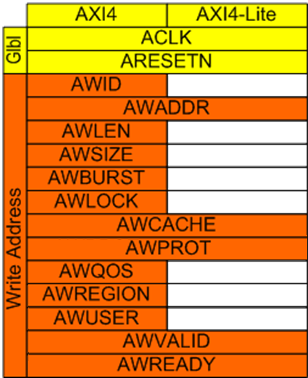 AXI4 AXI4-Lite
Glbl
ACLK
ARESETN
Write Address
AWID
AWADDR
AWLEN
AWSIZE
AWBURST
AWLOCK
AWCACHE
AWPROT
AWQOS
AWREGION
AWUSER
AWVALID
AWREADY